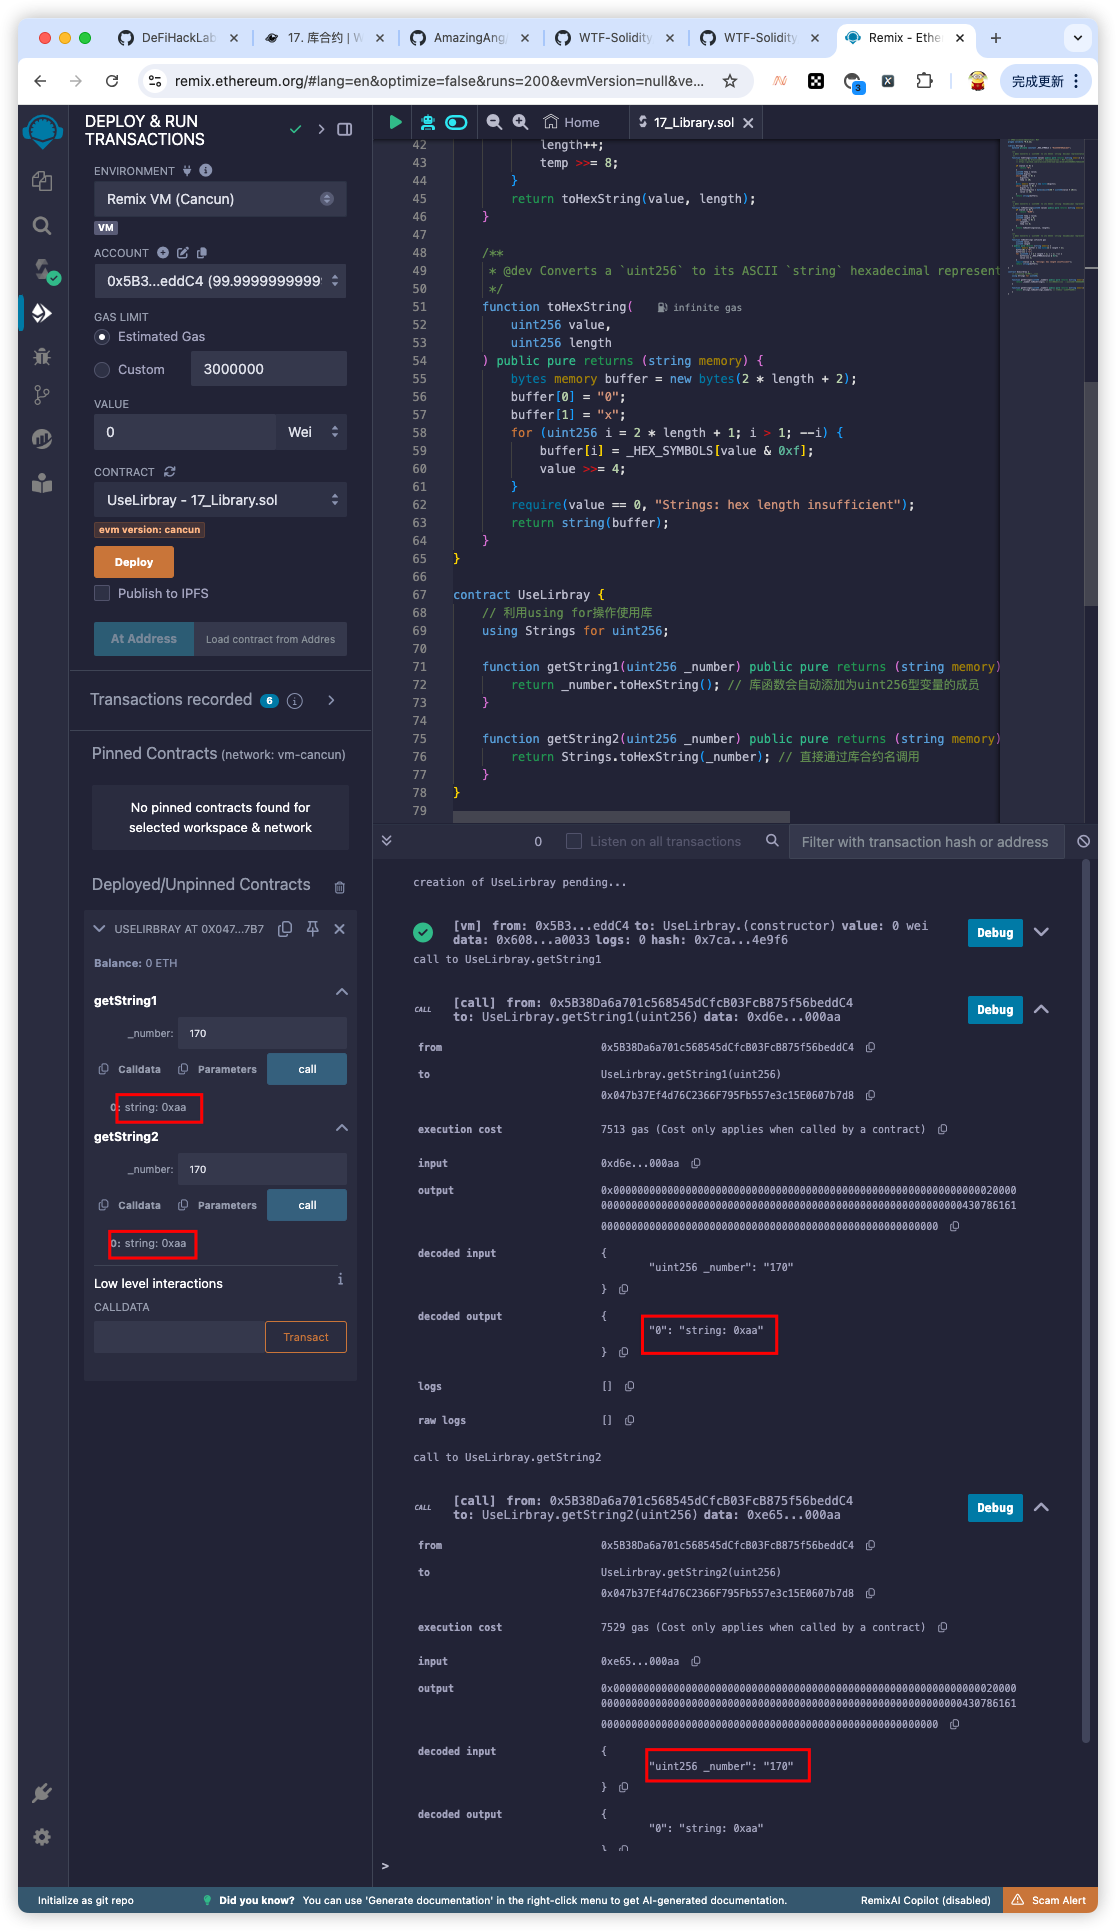 DeFiHackLab
17. 库合约 | W
AmazingAng
WTF-Solidity
WTF-Solidity
Remix - Ethe
remix.ethereum.org/#lang=en&optimize=false&runs=200&evmVersion=null&ve...
3
完成更新
DEPLOY & RUN
TRANSACTIONS
ENVIRONMENT
Remix VM (Cancun)
VM
ACCOUNT
0x5B3...eddC4 (99.9999999999
GAS LIMIT
Estimated Gas
Custom
3000000
VALUE
0
Wei
CONTRACT
UseLirbray - 17_Library.sol
evm version: cancun
Deploy
Publish to IPFS
At Address
Load contract from Addres
Transactions recorded 6
Pinned Contracts (network: vm-cancun)
No pinned contracts found for
selected workspace & network
Deployed/Unpinned Contracts
USELIRBRAY AT 0X047...7B7
Balance: 0 ETH
getString1
_number: 170
Calldata Parameters call
0: string: 0xaa
getString2
_number: 170
Calldata Parameters call
0: string: 0xaa
Low level interactions
CALLDATA
Transact
Home
17_Library.sol
42 length++;
43 temp >>= 8;
44 }
45 return toHexString(value, length);
46 }
47
48 /**
49 * @dev Converts a `uint256` to its ASCII `string` hexadecimal represent
50 */
51 function toHexString( infinite gas
52 uint256 value,
53 uint256 length
54 ) public pure returns (string memory) {
55 bytes memory buffer = new bytes(2 * length + 2);
56 buffer[0] = "0";
57 buffer[1] = "x";
58 for (uint256 i = 2 * length + 1; i > 1; --i) {
59 buffer[i] = _HEX_SYMBOLS[value & 0xf];
60 value >>= 4;
61 }
62 require(value == 0, "Strings: hex length insufficient");
63 return string(buffer);
64 }
65 }
66
67 contract UseLirbray {
68 // 利用using for操作使用库
69 using Strings for uint256;
70
71 function getString1(uint256 _number) public pure returns (string memory)
72 return _number.toHexString(); // 库函数会自动添加为uint256型变量的成员
73 }
74
75 function getString2(uint256 _number) public pure returns (string memory)
76 return Strings.toHexString(_number); // 直接通过库合约名调用
77 }
78 }
79
0
Listen on all transactions
Filter with transaction hash or address
creation of UseLirbray pending...
[vm] from: 0x5B3...eddC4 to: UseLirbray.(constructor) value: 0 wei
data: 0x608...a0033 logs: 0 hash: 0x7ca...4e9f6
Debug
call to UseLirbray.getString1
CALL
[call] from: 0x5B38Da6a701c568545dCfcB03FcB875f56beddC4
to: UseLirbray.getString1(uint256) data: 0xd6e...000aa
Debug
from 0x5B38Da6a701c568545dCfcB03FcB875f56beddC4
to UseLirbray.getString1(uint256)
0x047b37Ef4d76C2366F795Fb557e3c15E0607b7d8
execution cost 7513 gas (Cost only applies when called by a contract)
input 0xd6e...000aa
output 0x00000000000000000000000000000000000000000000000000000000000020000
000000000000000000000000000000000000000000000000000000000430786161
00000000000000000000000000000000000000000000000000000000
decoded input {
"uint256 _number": "170"
}
decoded output {
"0": "string: 0xaa"
}
logs []
raw logs []
call to UseLirbray.getString2
CALL
[call] from: 0x5B38Da6a701c568545dCfcB03FcB875f56beddC4
to: UseLirbray.getString2(uint256) data: 0xe65...000aa
Debug
from 0x5B38Da6a701c568545dCfcB03FcB875f56beddC4
to UseLirbray.getString2(uint256)
0x047b37Ef4d76C2366F795Fb557e3c15E0607b7d8
execution cost 7529 gas (Cost only applies when called by a contract)
input 0xe65...000aa
output 0x00000000000000000000000000000000000000000000000000000000000020000
000000000000000000000000000000000000000000000000000000000430786161
00000000000000000000000000000000000000000000000000000000
decoded input {
"uint256 _number": "170"
}
decoded output {
"0": "string: 0xaa"
}
>
Initialize as git repo
Did you know? You can use 'Generate documentation' in the right-click menu to get AI-generated documentation.
RemixAI Copilot (disabled)
Scam Alert